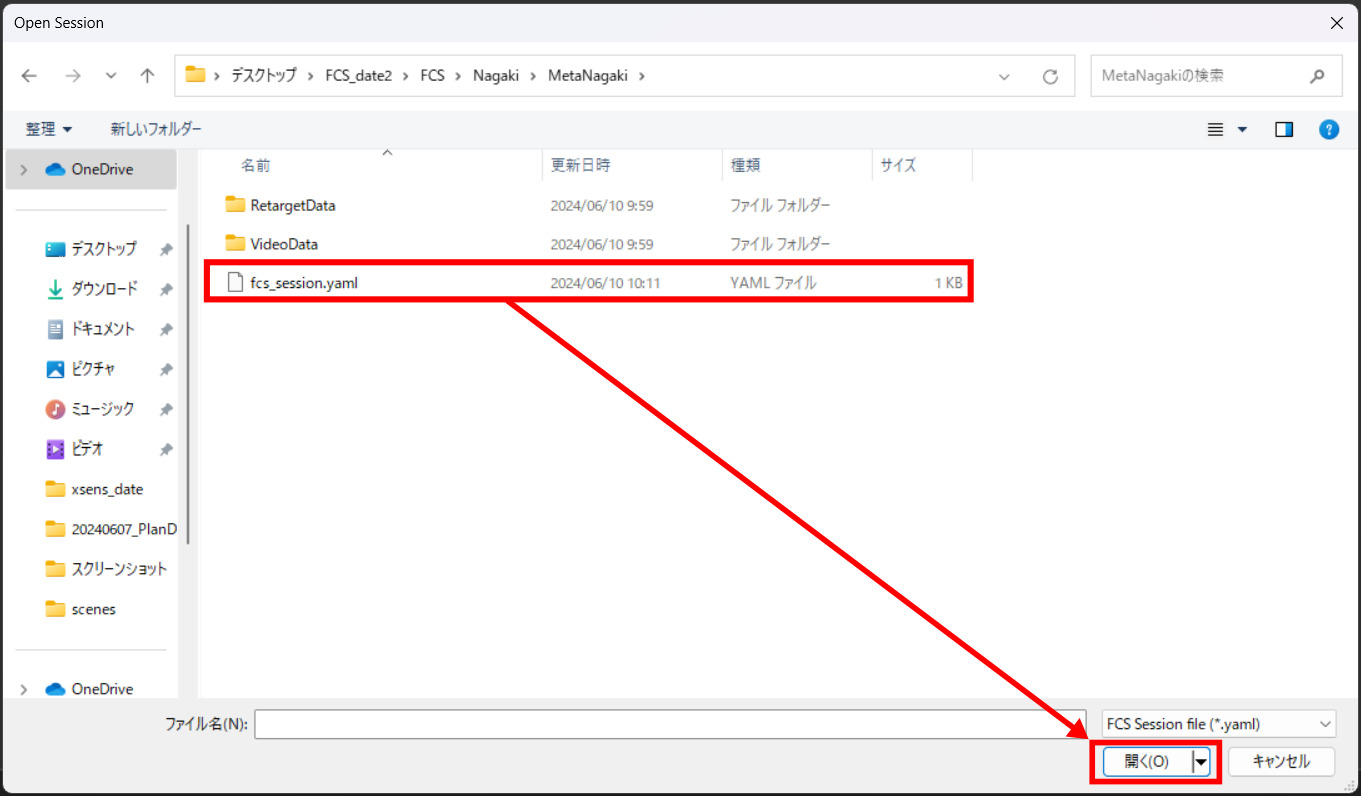 Open Session
デスクトップ › FCS_date2 › FCS › Nagaki › MetaNagaki ›
MetaNagakiの検索
整理 新しいフォルダー
名前 更新日時 種類 サイズ
OneDrive
デスクトップ
ダウンロード
ドキュメント
ピクチャ
ミュージック
ビデオ
xsens_date
20240607_PlanD
スクリーンショット
scenes
OneDrive
RetargetData 2024/06/10 9:59 ファイル フォルダー
VideoData 2024/06/10 9:59 ファイル フォルダー
fcs_session.yaml 2024/06/10 10:11 YAML ファイル 1 KB
ファイル名(N): FCS Session file (*.yaml)
開く(O) キャンセル